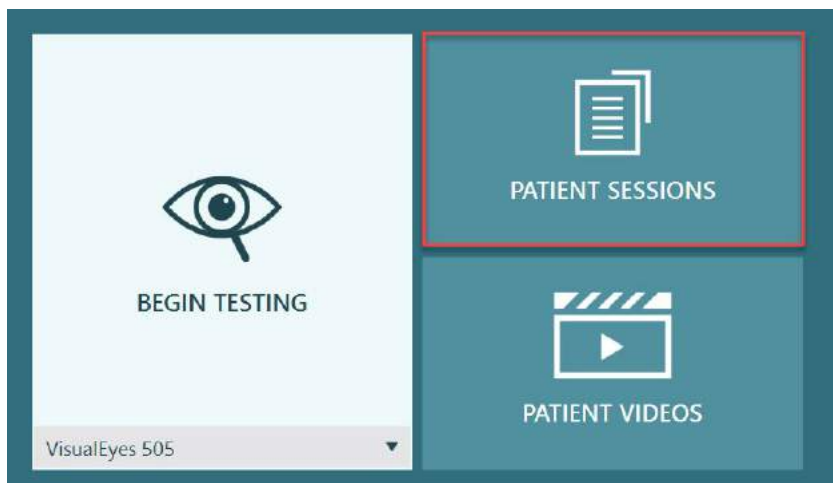 BEGIN TESTING
VisualEyes 505
PATIENT SESSIONS
PATIENT VIDEOS